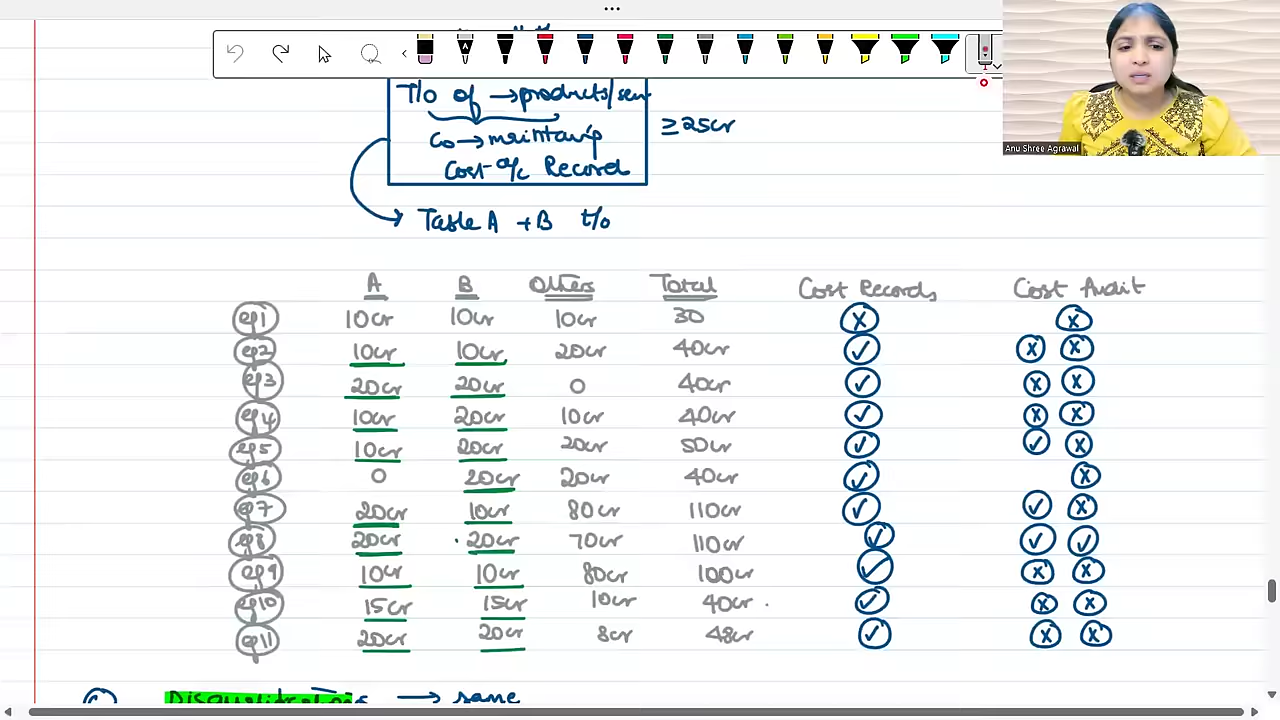 Anu Shree Agrawal
T/o of → products/ser
Co → maintaining
Cost a/c Record
≥25cr
Table A + B t/o
A B Others Total Cost Records Cost Audit
eg1 10cr 10cr 10cr 30 x x
eg2 10cr 10cr 20cr 40cr ✓ x x
eg3 20cr 20cr 0 40cr ✓ x x
eg4 10cr 20cr 10cr 40cr ✓ x x
eg5 10cr 20cr 20cr 50cr ✓ ✓ x
eg6 0 20cr 20cr 40cr ✓ x
eg7 20cr 10cr 80cr 110cr ✓ ✓ x
eg8 20cr 20cr 70cr 110cr ✓ ✓ ✓
eg9 10cr 10cr 80cr 100cr ✓ x x
eg10 15cr 15cr 10cr 40cr ✓ x x
eg11 20cr 20cr 8cr 48cr ✓ x x
→ same